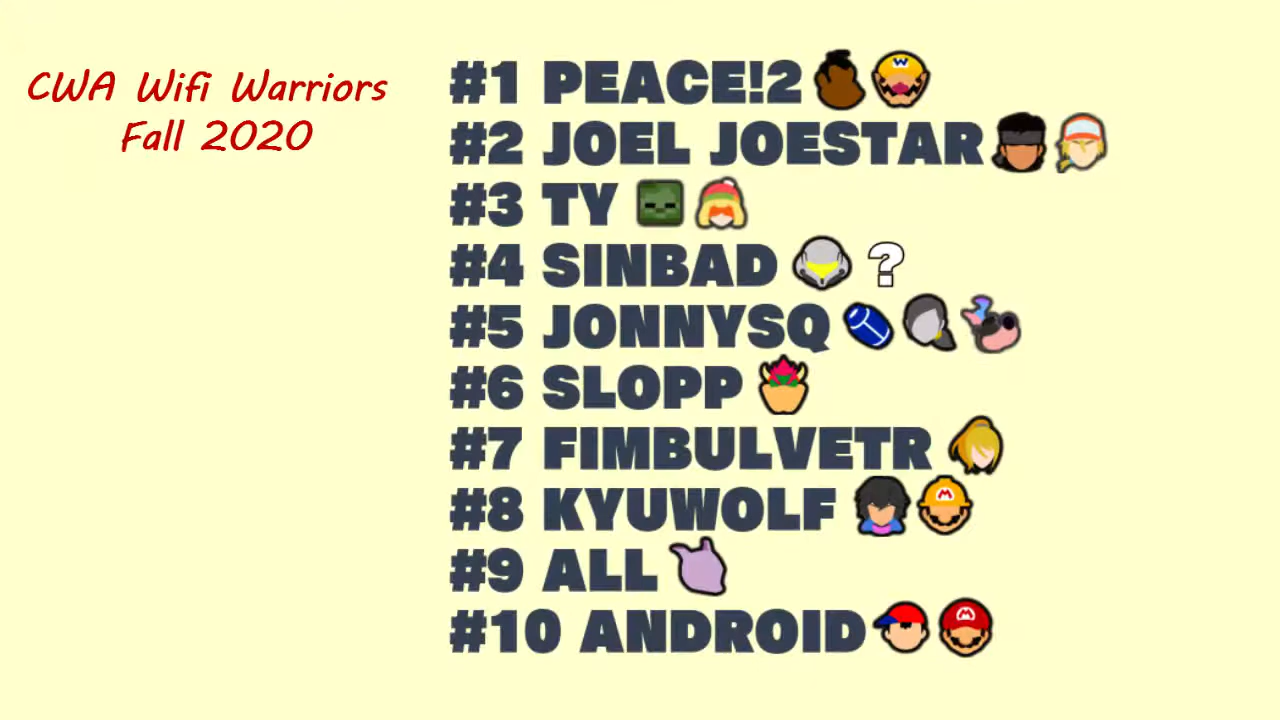 CWA Wifi Warriors
Fall 2020
#1 PEACE!2
#2 JOEL JOESTAR
#3 TY
#4 SINBAD ?
#5 JONNYSQ
#6 SLOPP
#7 FIMBULVETR
#8 KYUWOLF
#9 ALL
#10 ANDROID